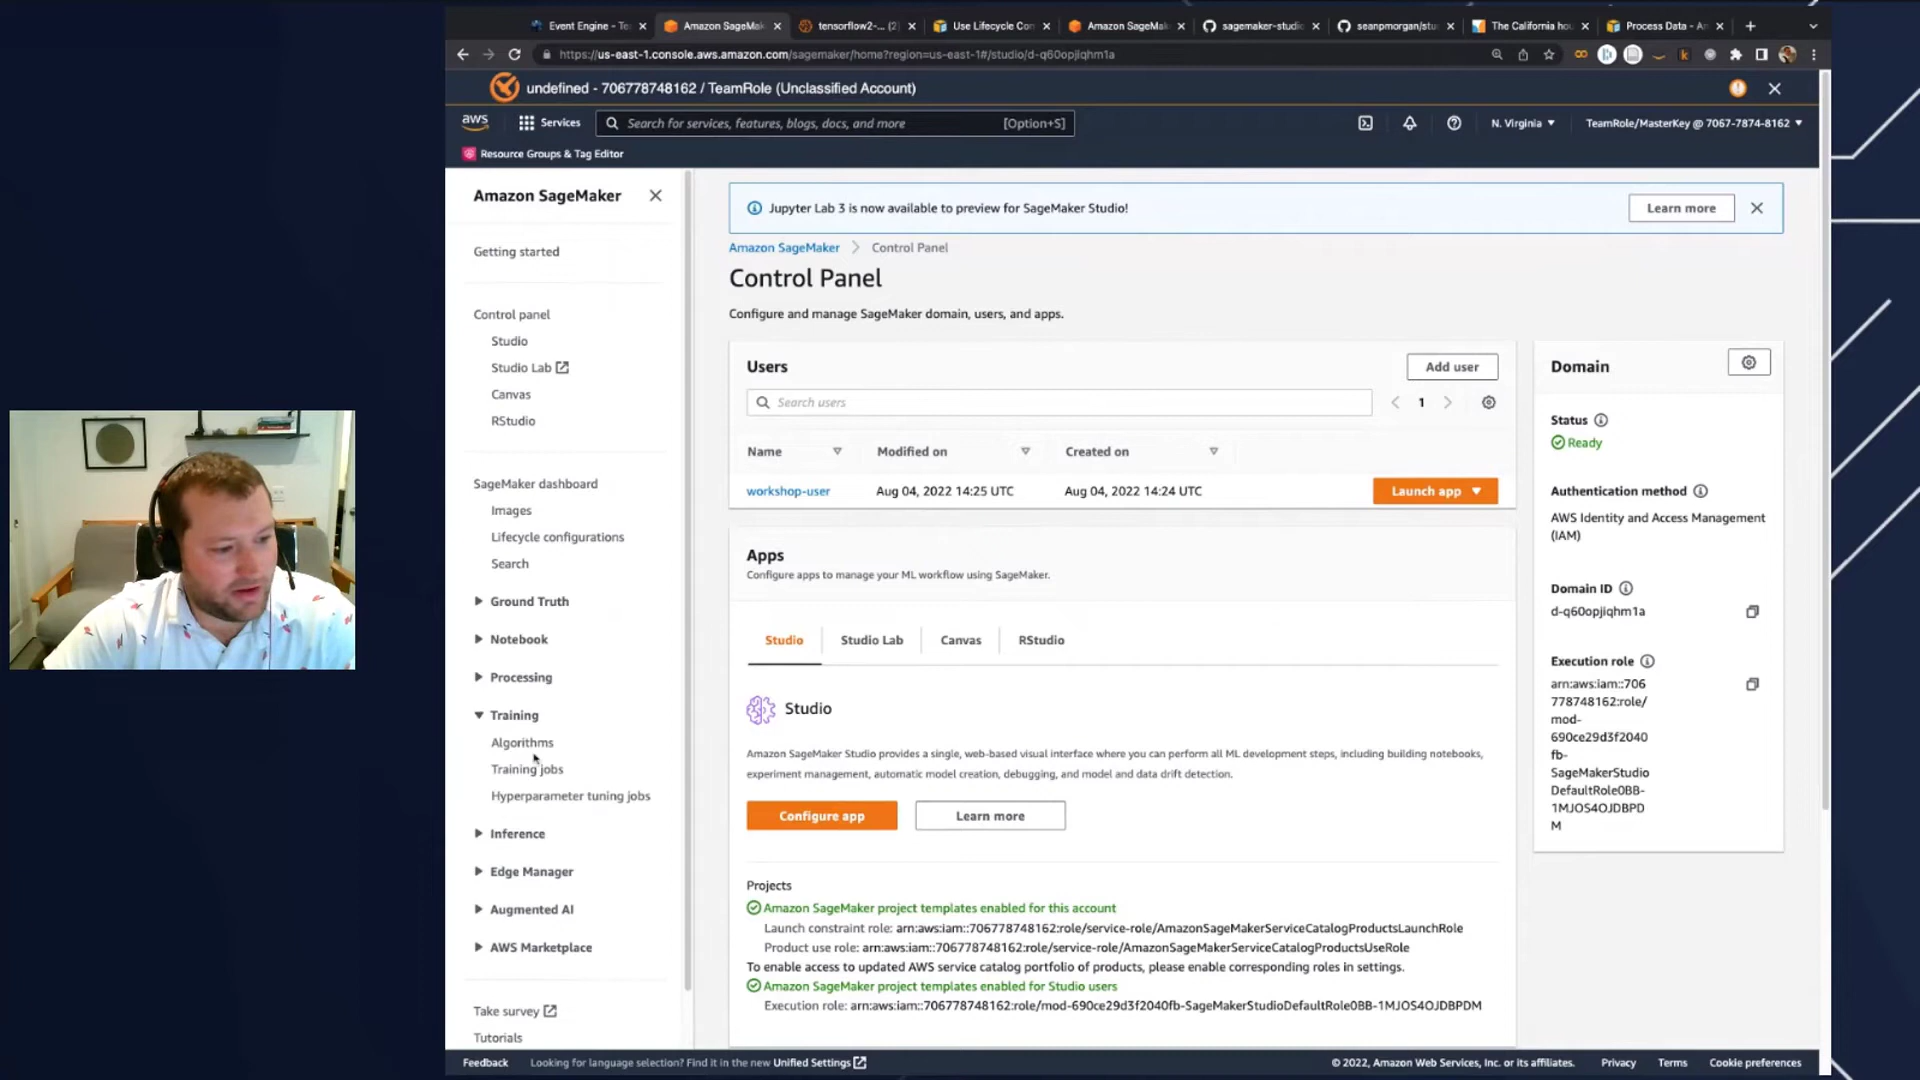 Event Engine - Te
Amazon SageMak
tensorflow2-... (2)
Use Lifecycle Con
Amazon SageMak
sagemaker-studio
seanpmorgan/stu
The California hou
Process Data - A
https://us-east-1.console.aws.amazon.com/sagemaker/home?region=us-east-1#/studio/d-q60opjiqhm1a
undefined - 706778748162 / TeamRole (Unclassified Account)
aws
Services
Search for services, features, blogs, docs, and more
[Option+S]
N. Virginia
TeamRole/MasterKey @ 7067-7874-8162
Resource Groups & Tag Editor
Amazon SageMaker
Getting started
Control panel
Studio
Studio Lab
Canvas
RStudio
SageMaker dashboard
Images
Lifecycle configurations
Search
Ground Truth
Notebook
Processing
Training
Algorithms
Training jobs
Hyperparameter tuning jobs
Inference
Edge Manager
Augmented AI
AWS Marketplace
Take survey
Tutorials
Jupyter Lab 3 is now available to preview for SageMaker Studio!
Learn more
Amazon SageMaker
Control Panel
Control Panel
Configure and manage SageMaker domain, users, and apps.
Users
Add user
Search users
1
Name
Modified on
Created on
workshop-user
Aug 04, 2022 14:25 UTC
Aug 04, 2022 14:24 UTC
Launch app
Apps
Configure apps to manage your ML workflow using SageMaker.
Studio
Studio Lab
Canvas
RStudio
Studio
Amazon SageMaker Studio provides a single, web-based visual interface where you can perform all ML development steps, including building notebooks,
experiment management, automatic model creation, debugging, and model and data drift detection.
Configure app
Learn more
Projects
Amazon SageMaker project templates enabled for this account
Launch constraint role: arn:aws:iam::706778748162:role/service-role/AmazonSageMakerServiceCatalogProductsLaunchRole
Product use role: arn:aws:iam::706778748162:role/service-role/AmazonSageMakerServiceCatalogProductsUseRole
To enable access to updated AWS service catalog portfolio of products, please enable corresponding roles in settings.
Amazon SageMaker project templates enabled for Studio users
Execution role: arn:aws:iam::706778748162:role/mod-690ce29d3f2040fb-SageMakerStudioDefaultRole0BB-1MJOS4OJDBPDM
Domain
Status
Ready
Authentication method
AWS Identity and Access Management
(IAM)
Domain ID
d-q60opjiqhm1a
Execution role
arn:aws:iam::706
778748162:role/
mod-
690ce29d3f2040
fb-
SageMakerStudio
DefaultRole0BB-
1MJOS4OJDBPD
M
Feedback
Looking for language selection? Find it in the new Unified Settings
© 2022, Amazon Web Services, Inc. or its affiliates.
Privacy
Terms
Cookie preferences